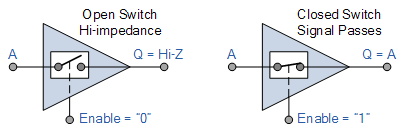 Open Switch
Hi-impedance
A
Q = Hi-Z
Enable = "0"
Closed Switch
Signal Passes
A
Q = A
Enable = "1"